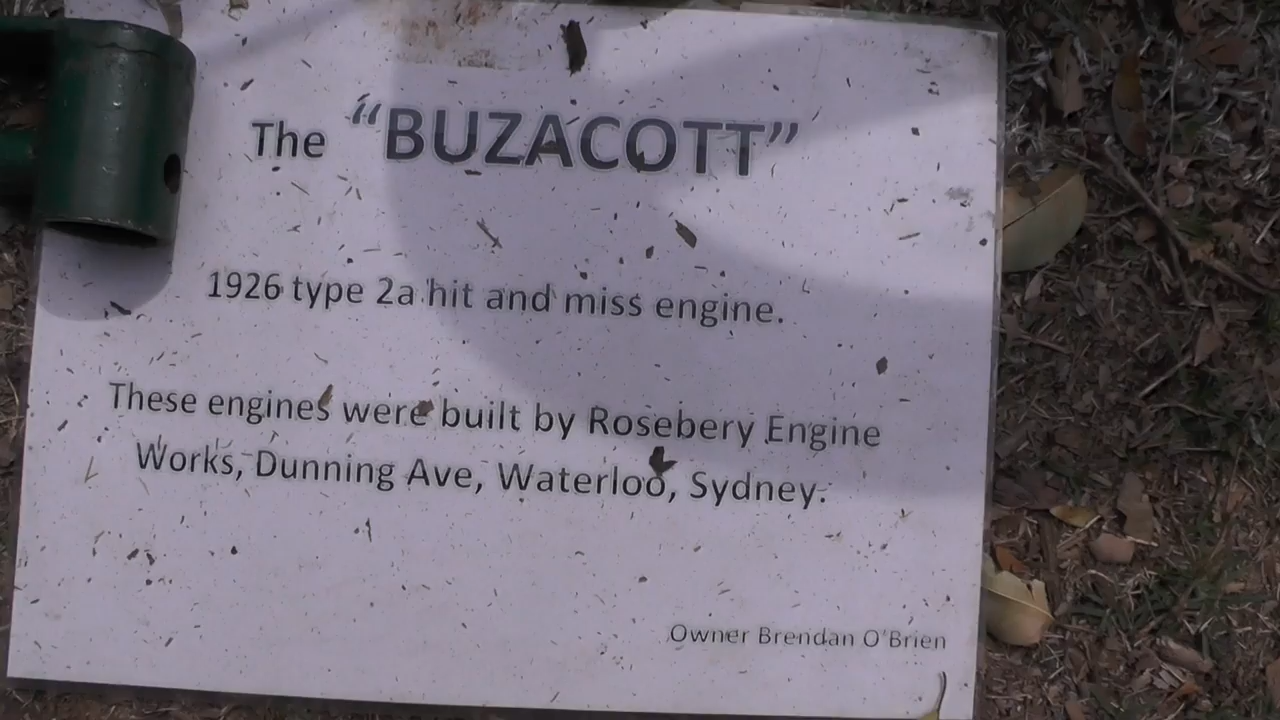 The "BUZACOTT"
1926 type 2a hit and miss engine.
These engines were built by Rosebery Engine
Works, Dunning Ave, Waterloo, Sydney.
Owner Brendan O'Brien